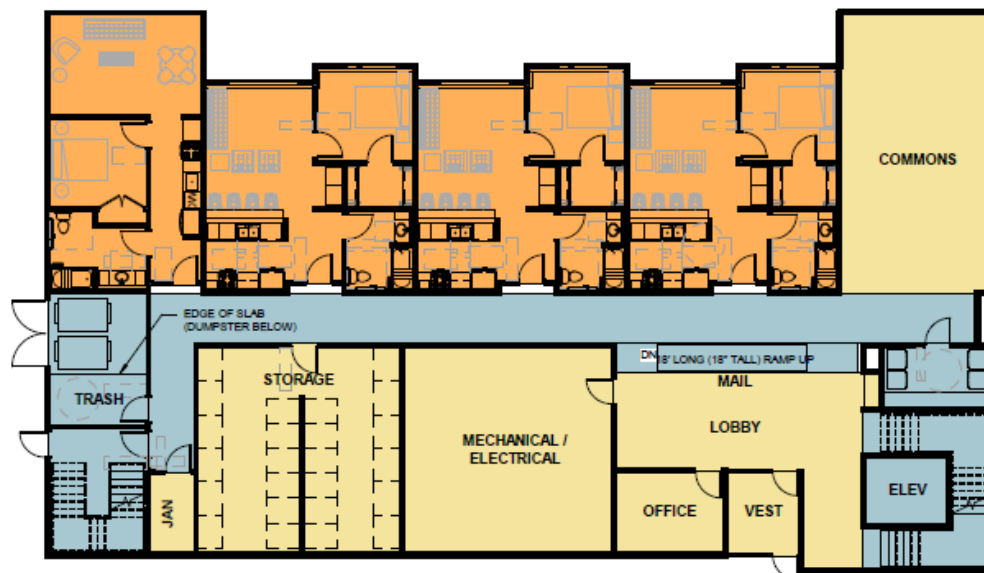 COMMONS
EDGE OF SLAB
(DUMPSTER BELOW)
DN
18' LONG (18" TALL) RAMP UP
STORAGE
MAIL
TRASH
LOBBY
MECHANICAL /
ELECTRICAL
ELEV
JAN
OFFICE
VEST